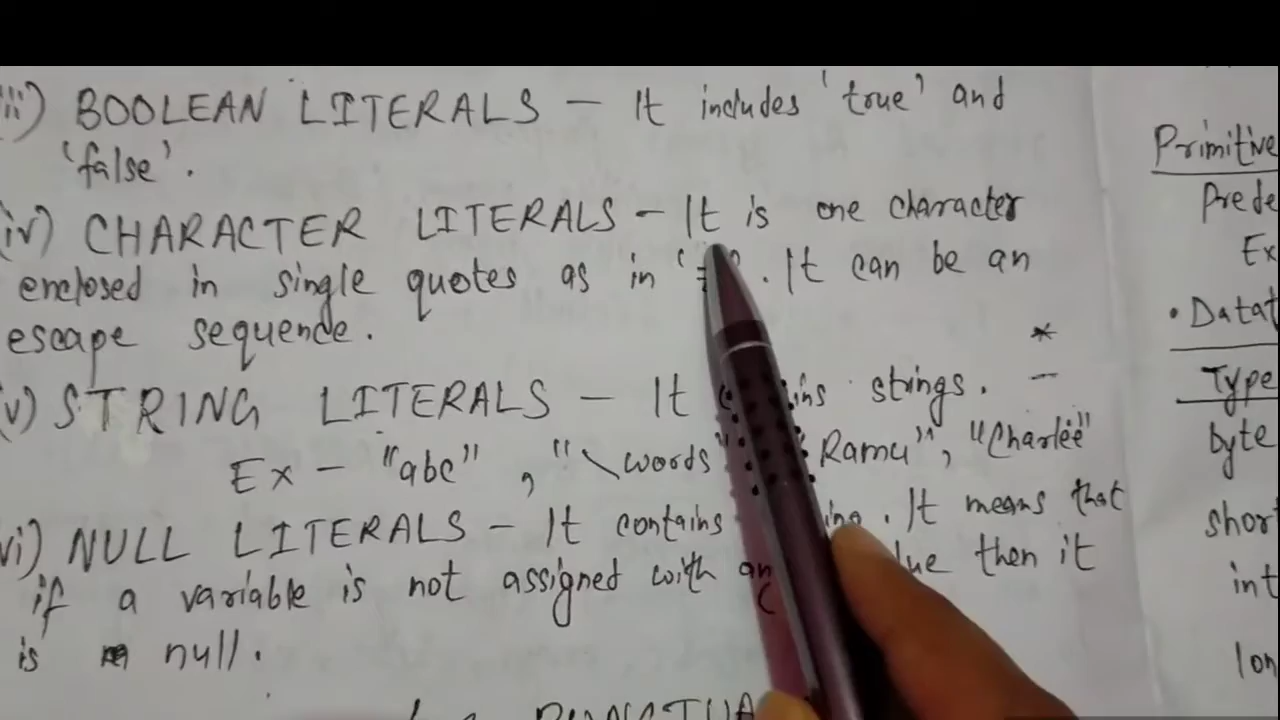 iii) BOOLEAN LITERALS - It includes 'true' and
'false'.
iv) CHARACTER LITERALS - It is one character
enclosed in single quotes as in . It can be an
escape sequence.
v) STRING LITERALS - It strings.
Ex - "abc", "\words" Ramu", "Charlee"
vi) NULL LITERALS - It contains . It means that
if a variable is not assigned with then it
is null.
Primitive
Prede
Ex
• Datat
Type
byte
short
int
lon